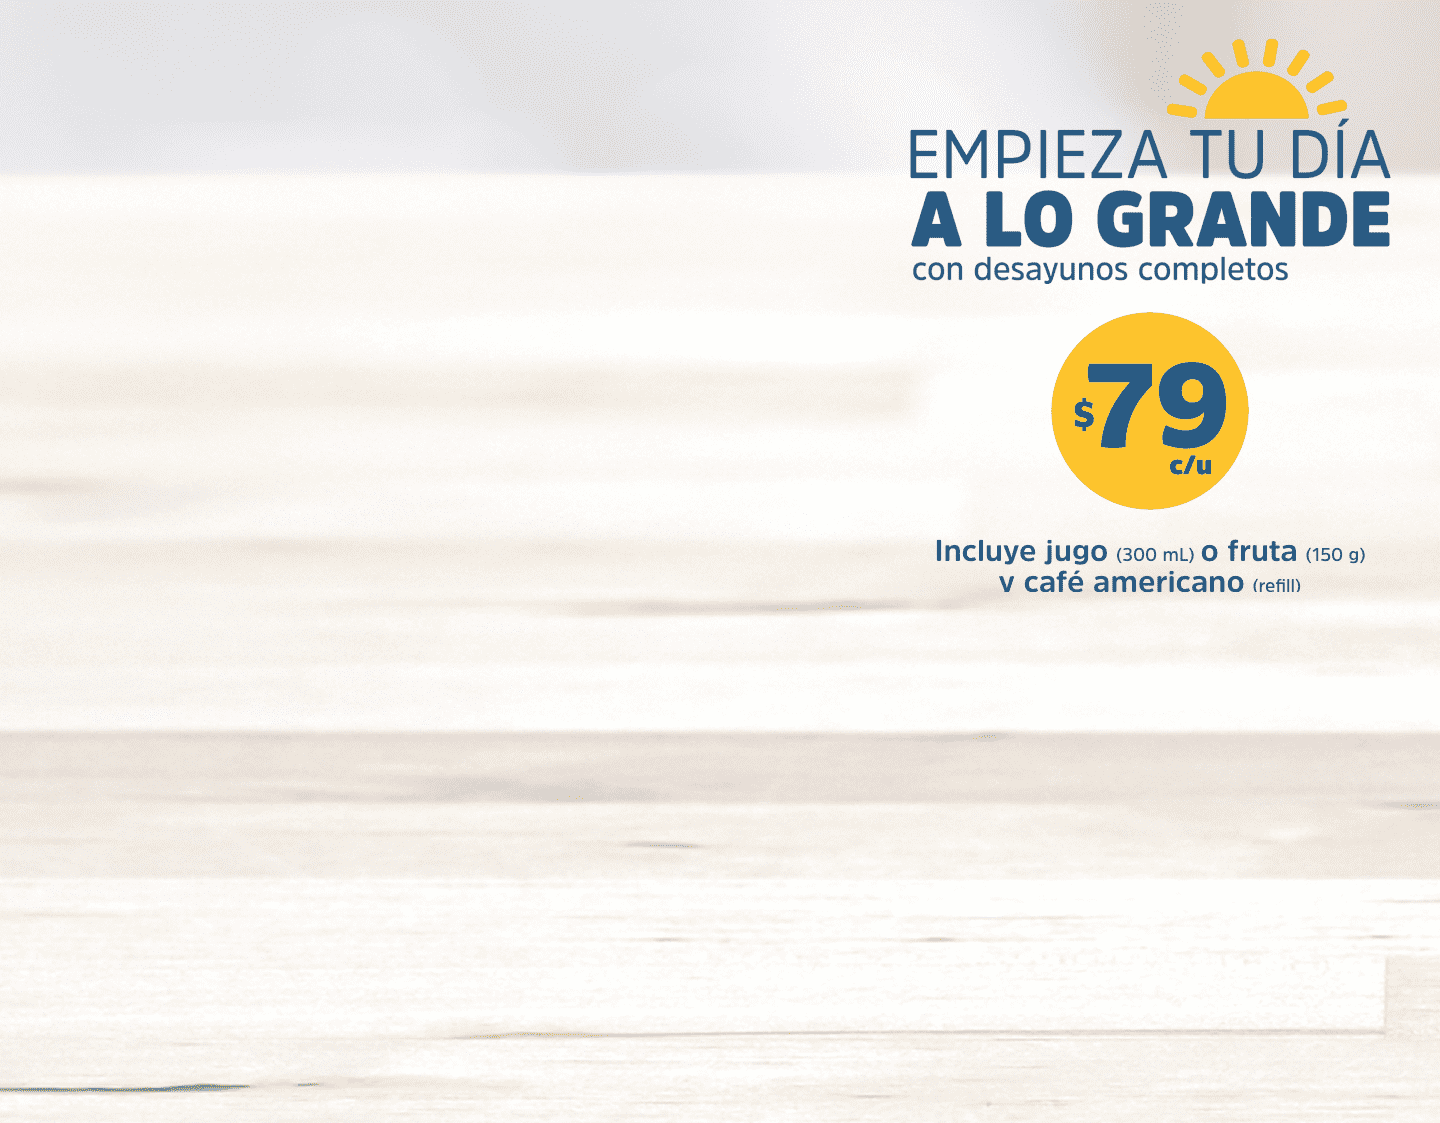 EMPIEZA TU DÍA
A LO GRANDE
con desayunos completos
$79
c/u
Incluye jugo (300 mL) o fruta (150 g)
y café americano (refill)